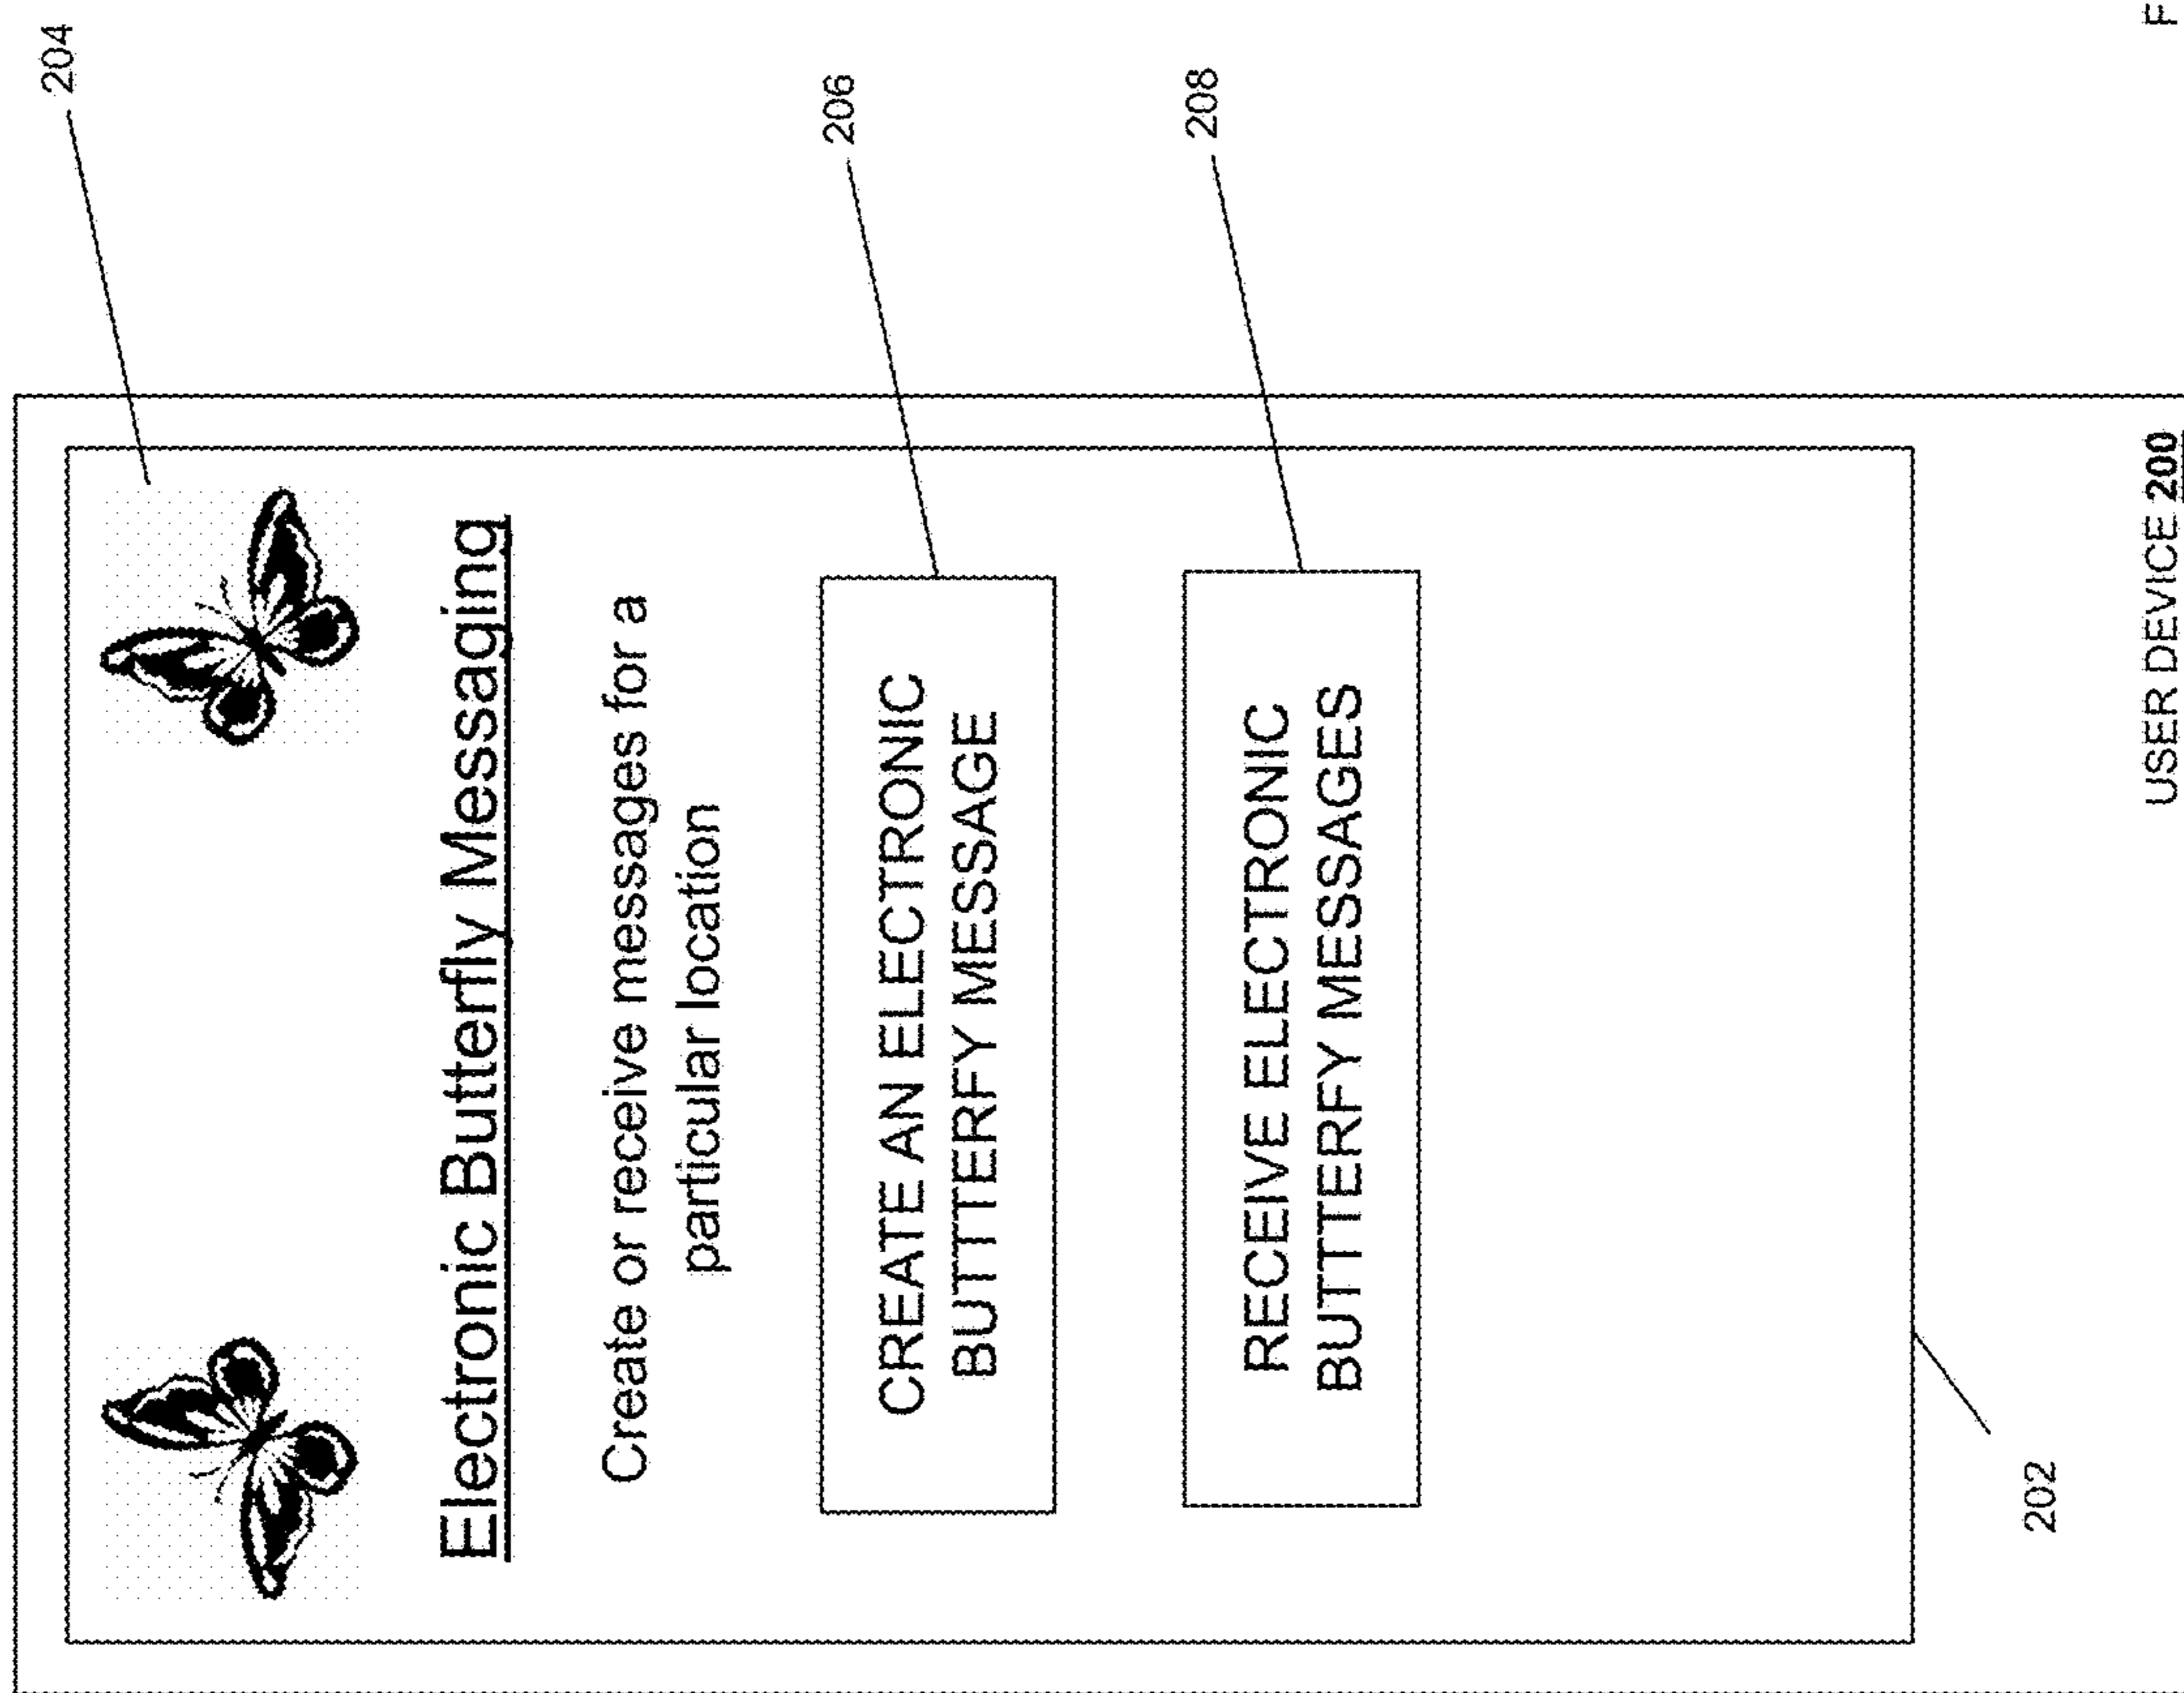 204
Electronic Butterfly Messaging
Create or receive messages for a
particular location
CREATE AN ELECTRONIC
BUTTTERFY MESSAGE
206
RECEIVE ELECTRONIC
BUTTTERFY MESSAGES
208
202
USER DEVICE 200
F